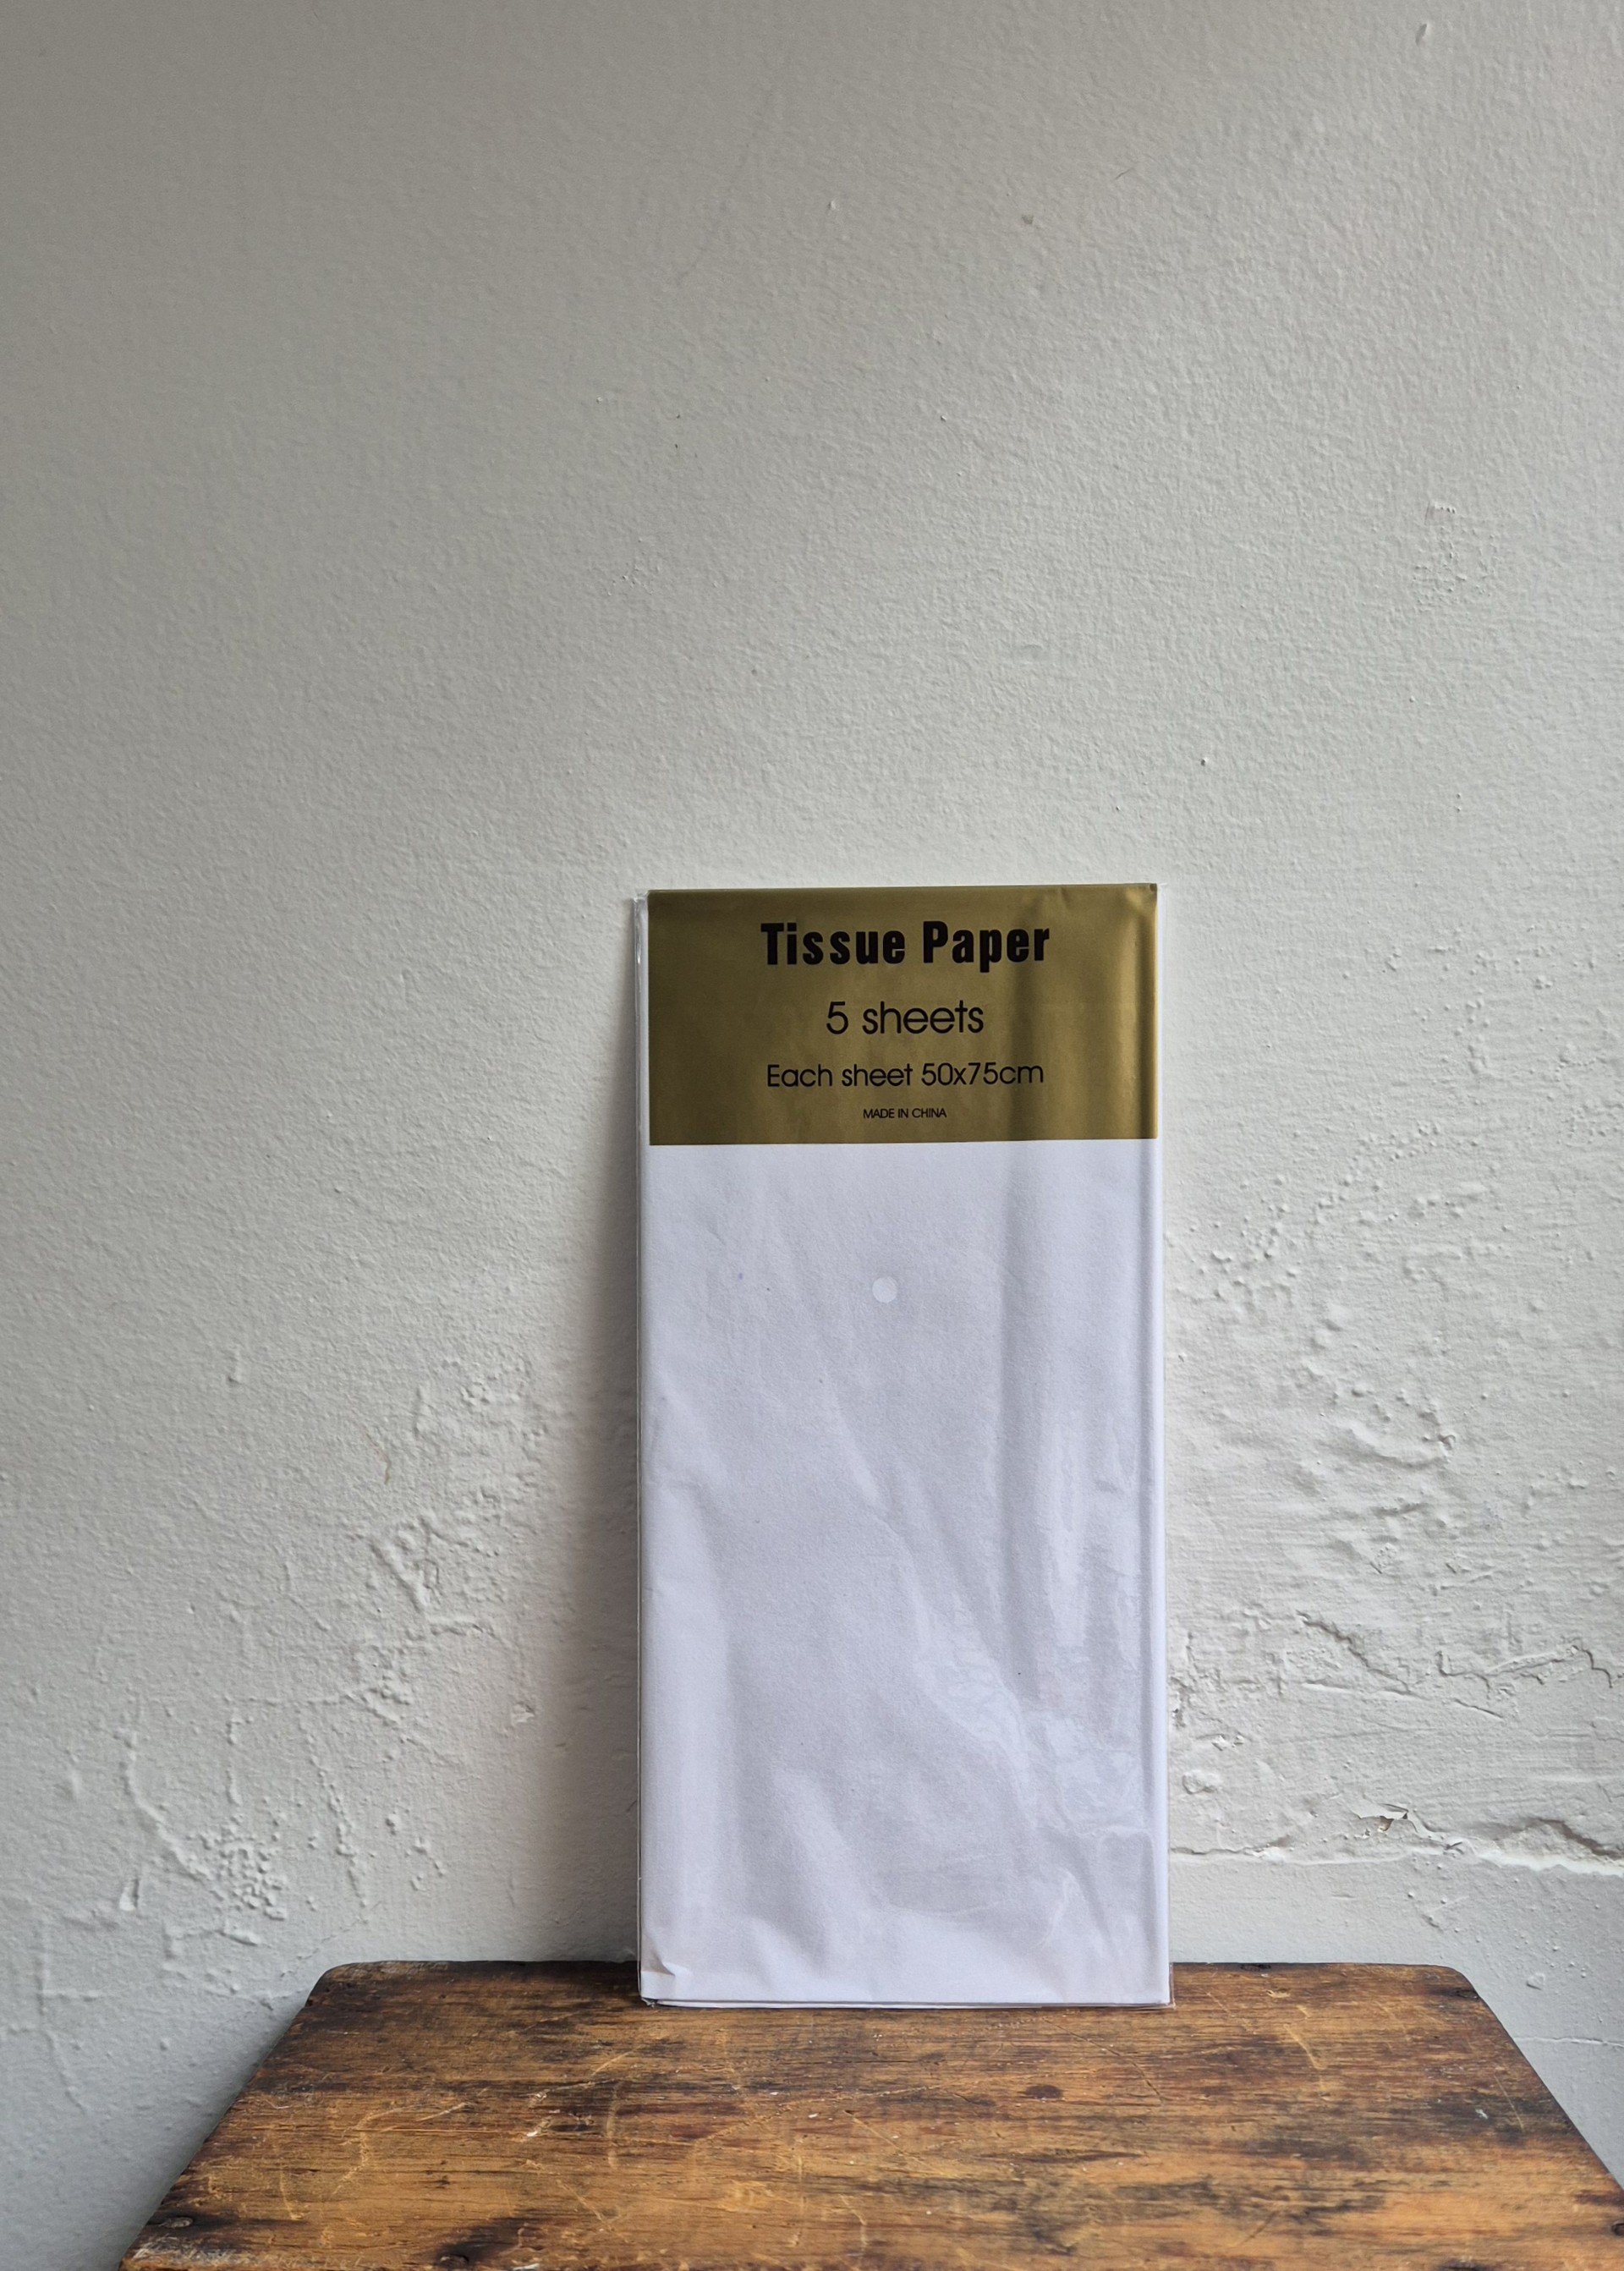 Tissue Paper
5 sheets
Each sheet 50x75cm
MADE IN CHINA